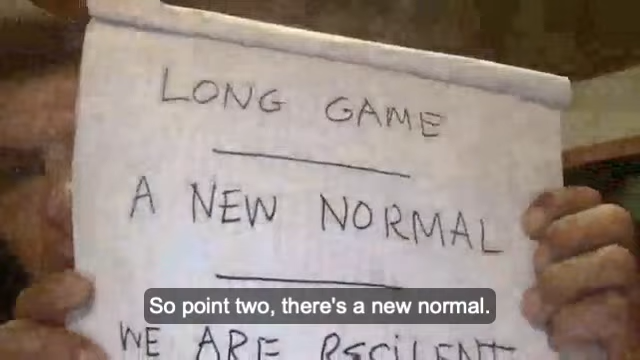 LONG GAME
A NEW NORMAL
So point two, there's a new normal.
WE ARE